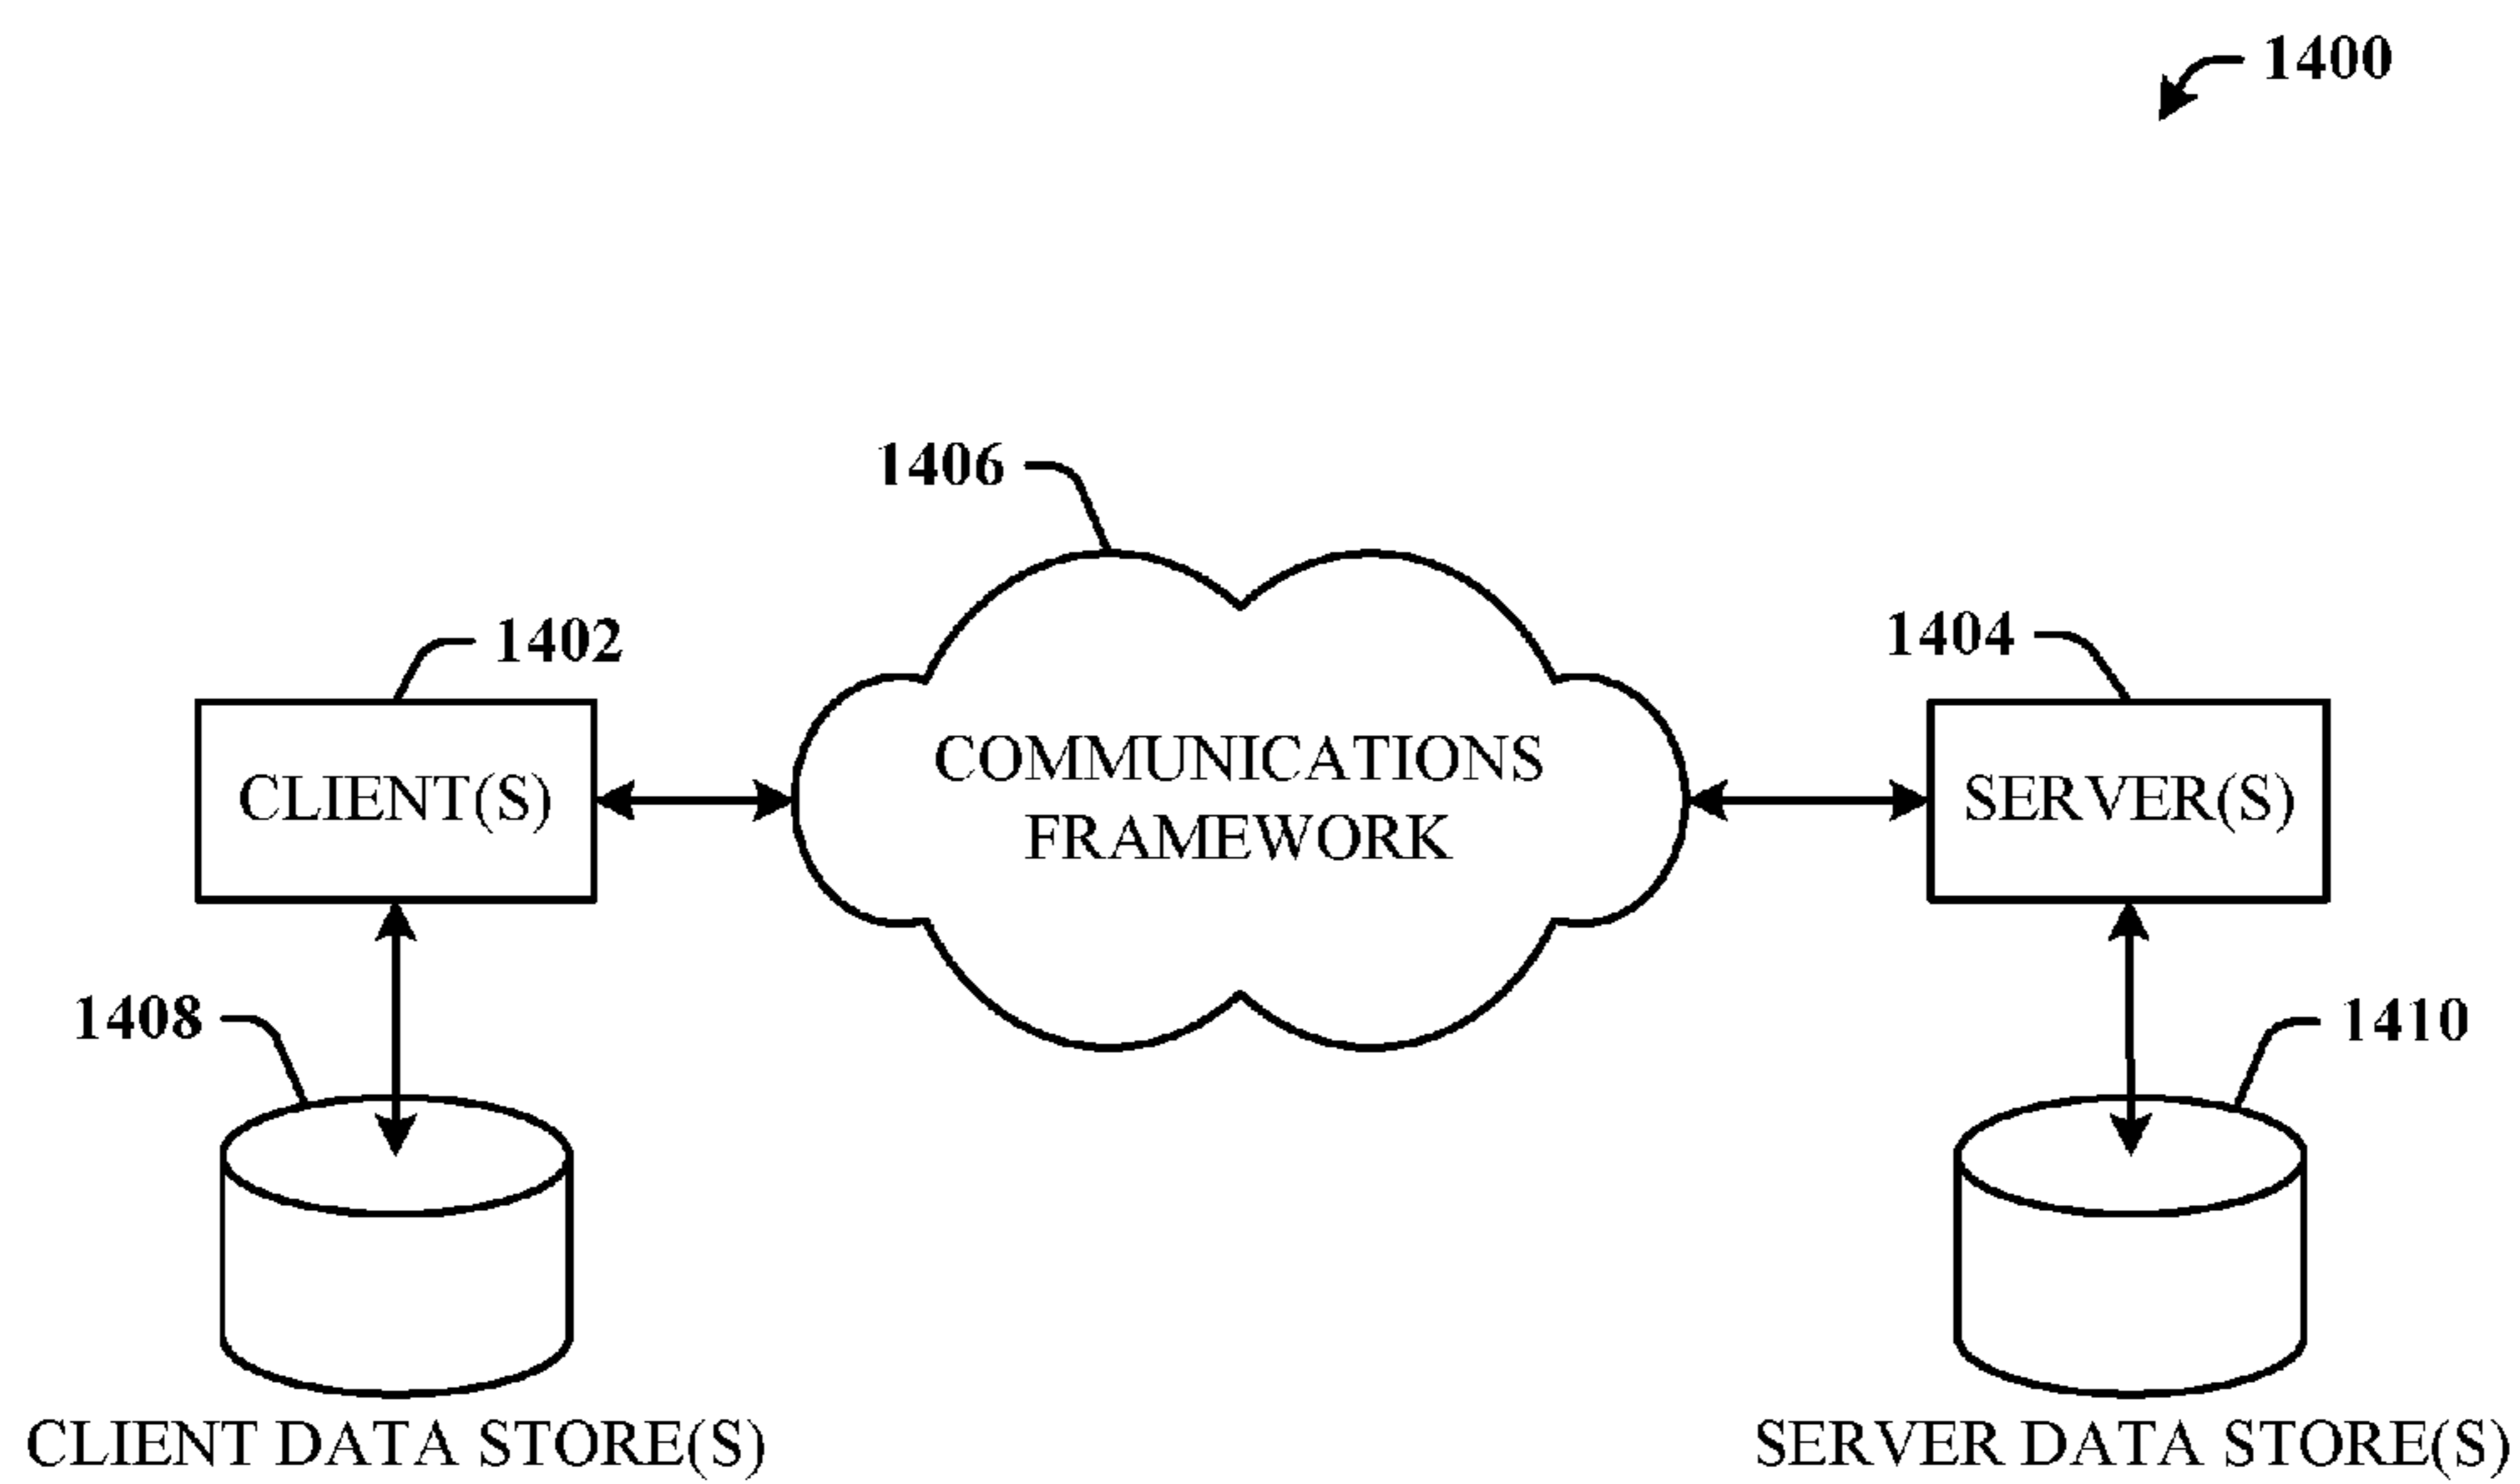 1400
1406
1402
1404
COMMUNICATIONS
FRAMEWORK
CLIENT(S)
SERVER(S)
1408
1410
CLIENT DATA STORE(S)
SERVER DATA STORE(S)